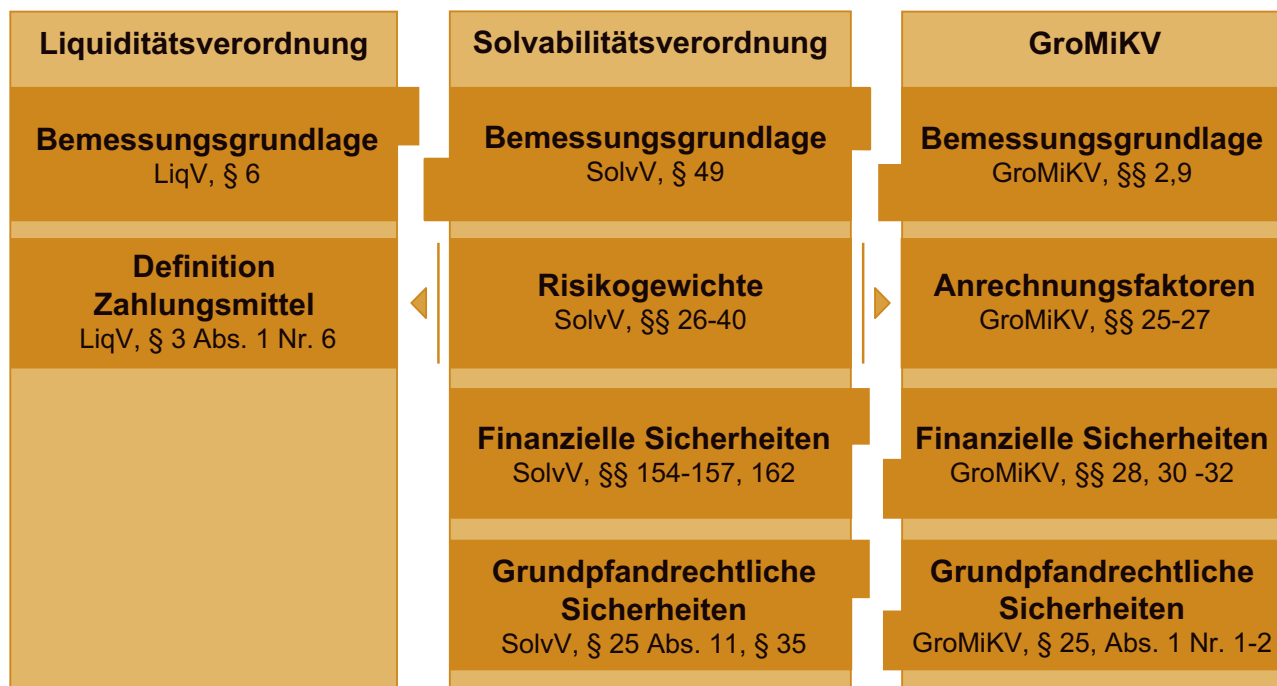 Liquiditätsverordnung
Bemessungsgrundlage
LiqV, § 6
Definition
Zahlungsmittel
LiqV, § 3 Abs. 1 Nr. 6
Solvabilitätsverordnung
Bemessungsgrundlage
SolvV, § 49
Risikogewichte
SolvV, §§ 26-40
Finanzielle Sicherheiten
SolvV, §§ 154-157, 162
Grundpfandrechtliche
Sicherheiten
SolvV, § 25 Abs. 11, § 35
GroMiKV
Bemessungsgrundlage
GroMiKV, §§ 2,9
Anrechnungsfaktoren
GroMiKV, §§ 25-27
Finanzielle Sicherheiten
GroMiKV, §§ 28, 30 -32
Grundpfandrechtliche
Sicherheiten
GroMiKV, § 25, Abs. 1 Nr. 1-2